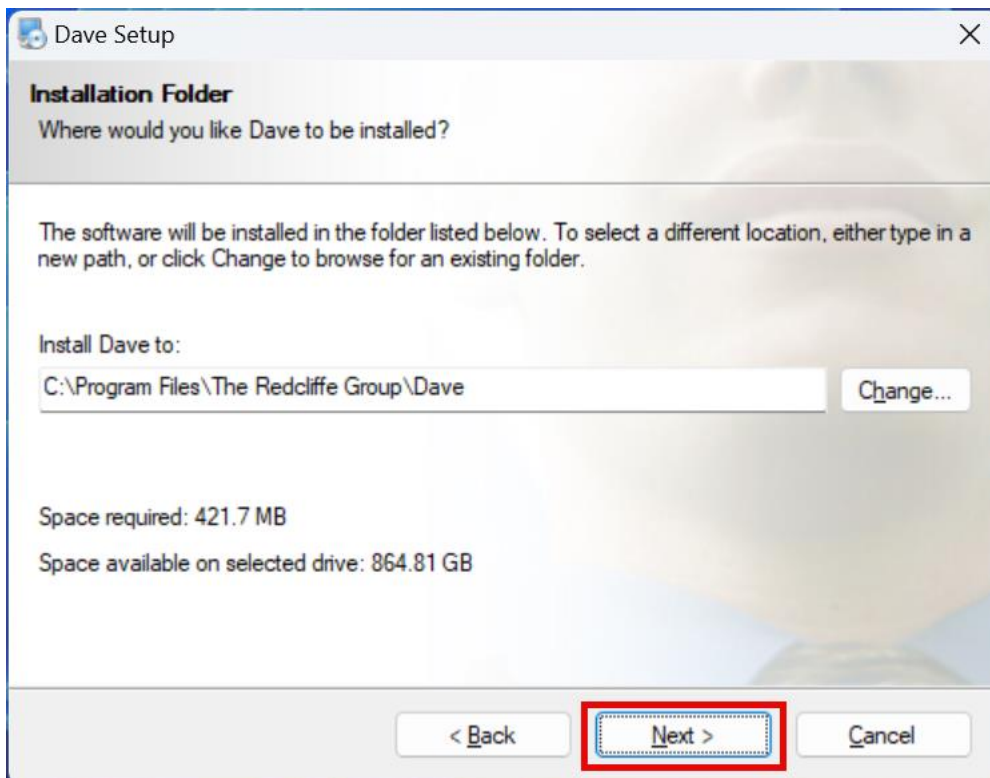 Dave Setup
Installation Folder
Where would you like Dave to be installed?
The software will be installed in the folder listed below. To select a different location, either type in a
new path, or click Change to browse for an existing folder.
Install Dave to:
C:\Program Files\The Redcliffe Group\Dave
Change...
Space required: 421.7 MB
Space available on selected drive: 864.81 GB
< Back
Next >
Cancel